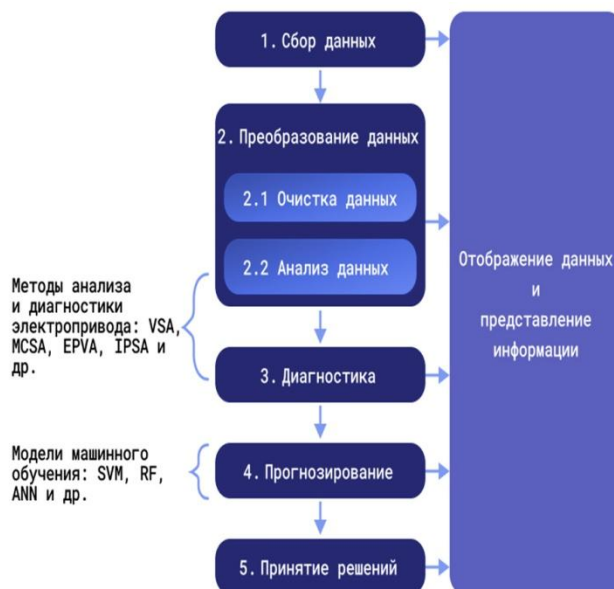 1. Сбор данных
2. Преобразование данных
2.1 Очистка данных
2.2 Анализ данных
Методы анализа
и диагностики
электропривода: VSA,
MCSA, EPVA, IPSA и
др.
3. Диагностика
Модели машинного
обучения: SVM, RF,
ANN и др.
4. Прогнозирование
5. Принятие решений
Отображение данных
и
представление
информации